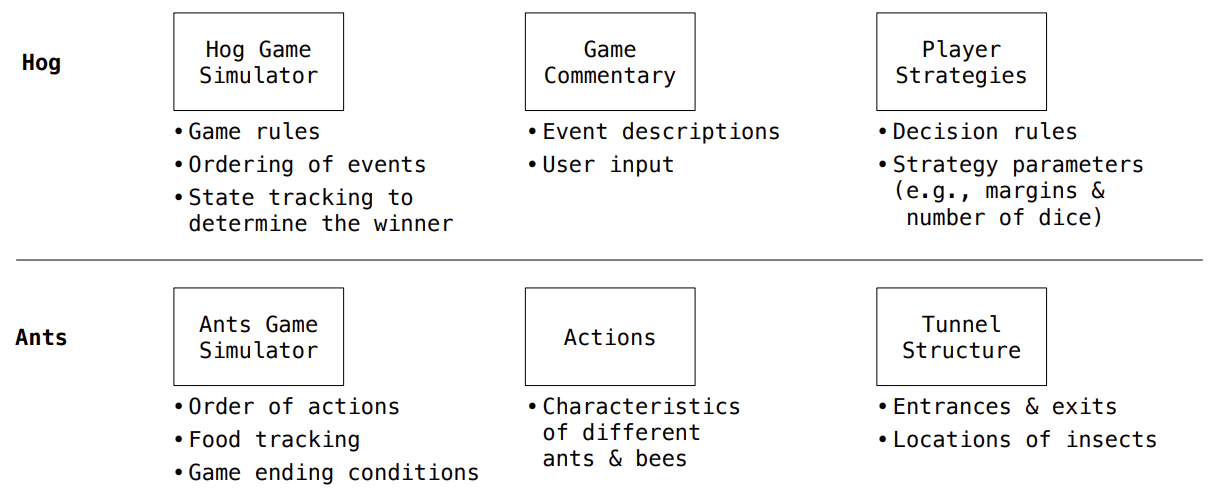 Hog
Hog Game
Simulator
• Game rules
• Ordering of events
• State tracking to
determine the winner
Game
Commentary
• Event descriptions
• User input
Player
Strategies
• Decision rules
• Strategy parameters
(e.g., margins &
number of dice)
Ants
Ants Game
Simulator
• Order of actions
• Food tracking
• Game ending conditions
Actions
• Characteristics
of different
ants & bees
Tunnel
Structure
• Entrances & exits
• Locations of insects